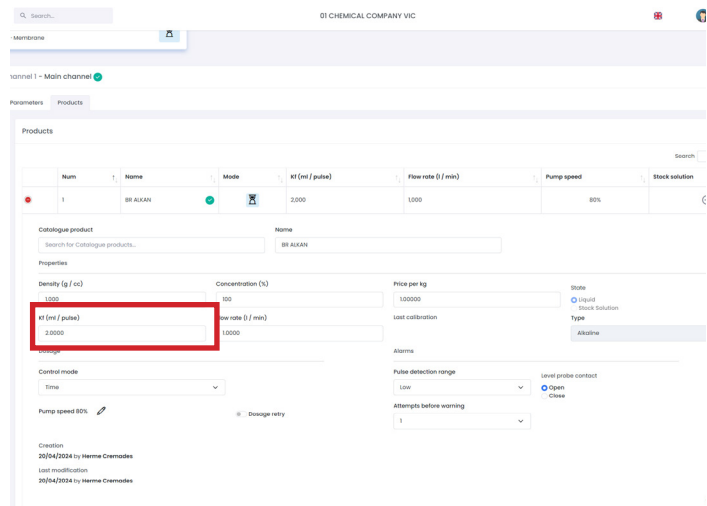 Search...
01 CHEMICAL COMPANY VIC
Membrane
hannel 1 - Main channel
Parameters Products
Products
Search
Num Name Mode Kf (ml / pulse) Flow rate (l / min) Pump speed Stock solution
1 BR ALKAN 2,000 1,000 80%
Catalogue product Name
Search for Catalogue products... BR ALKAN
Properties
Density (g / cc) Concentration (%) Price per kg State
1.000 100 1.00000 Liquid
Stock Solution
Kf (ml / pulse) Flow rate (l / min) Last calibration Type
2.0000 1.0000 Alkaline
Dosage Alarms
Control mode Pulse detection range Level probe contact
Time Low Open
Close
Pump speed 80% Dosage retry Attempts before warning
1
Creation
20/04/2024 by Herme Cremades
Last modification
20/04/2024 by Herme Cremades